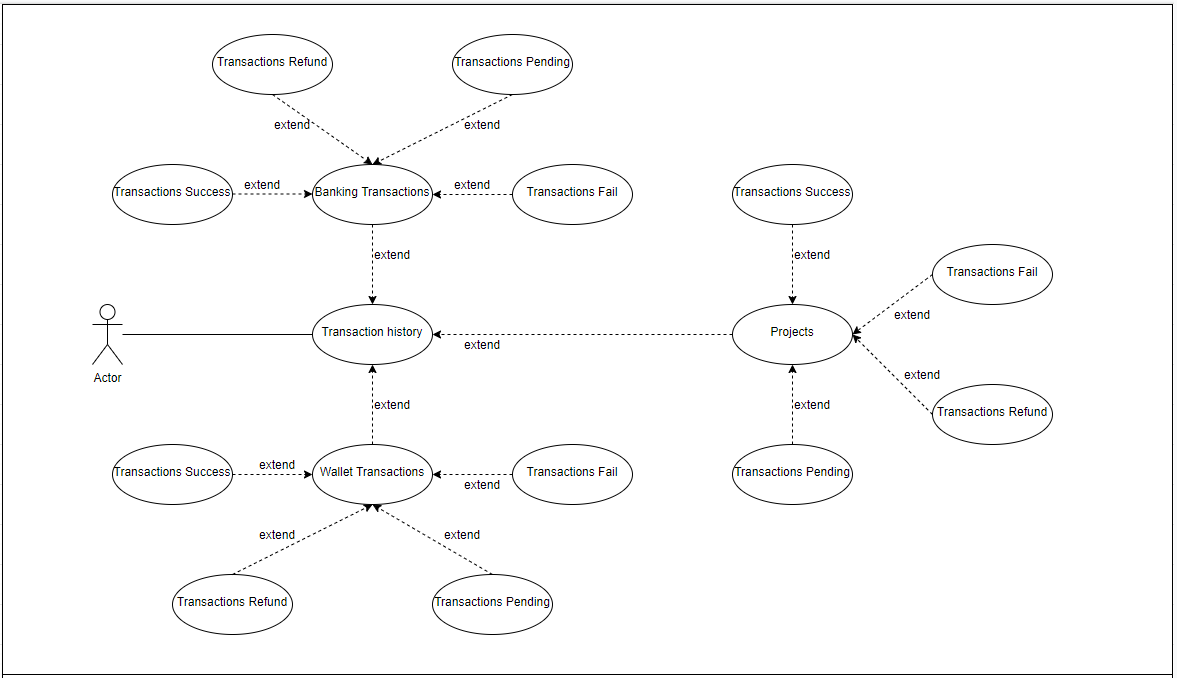 Transactions Refund
Transactions Pending
extend
extend
Transactions Success
extend
Banking Transactions
extend
Transactions Fail
Transactions Success
extend
extend
Transactions Fail
extend
Actor
Transaction history
extend
Projects
extend
extend
extend
Transactions Refund
Transactions Success
extend
Wallet Transactions
extend
Transactions Fail
Transactions Pending
extend
extend
Transactions Refund
Transactions Pending